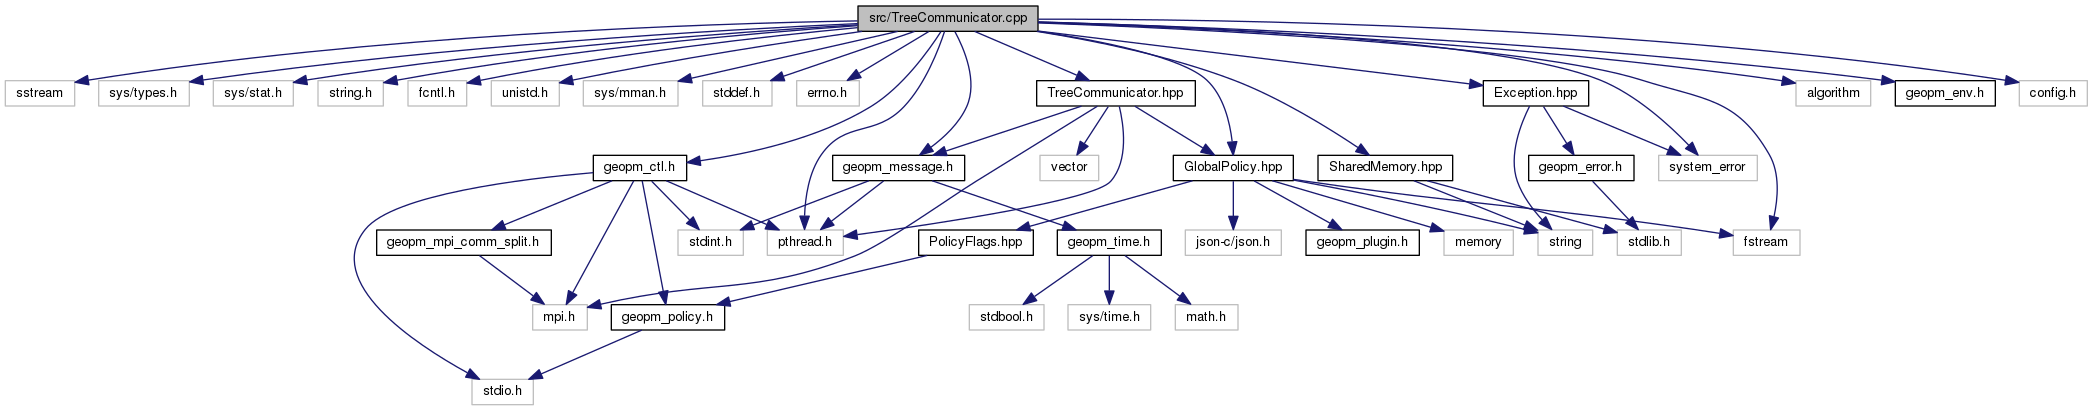 src/TreeCommunicator.cpp
sstream
sys/types.h
sys/stat.h
string.h
fcntl.h
unistd.h
sys/mman.h
stddef.h
errno.h
TreeCommunicator.hpp
Exception.hpp
algorithm
geopm_env.h
config.h
geopm_ctl.h
geopm_message.h
vector
GlobalPolicy.hpp
SharedMemory.hpp
geopm_error.h
system_error
geopm_mpi_comm_split.h
stdint.h
pthread.h
PolicyFlags.hpp
geopm_time.h
json-c/json.h
geopm_plugin.h
memory
string
stdlib.h
fstream
mpi.h
geopm_policy.h
stdbool.h
sys/time.h
math.h
stdio.h